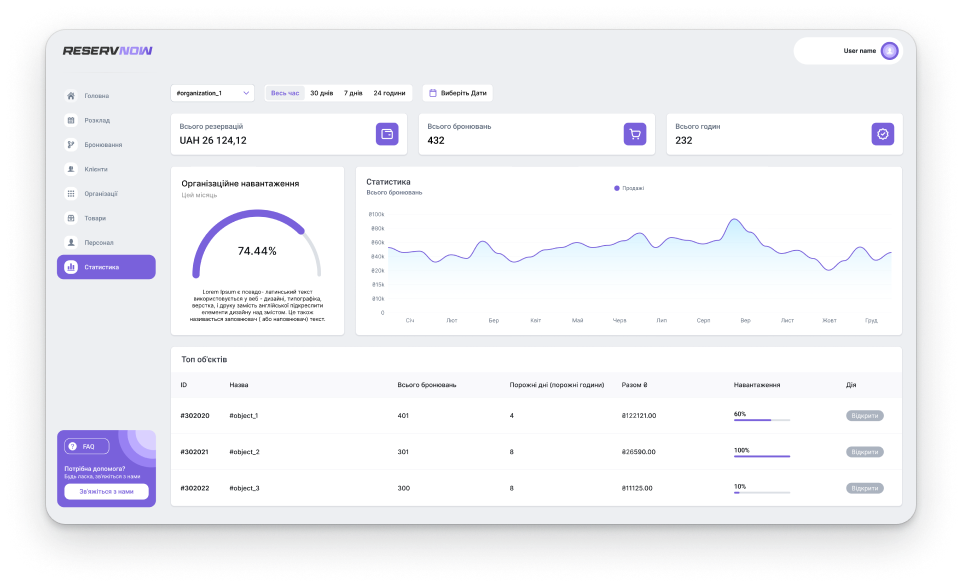 RESERVNOW
User name
Головна
Розклад
Бронювання
Клієнти
Організації
Товари
Персонал
Статистика
FAQ
Потрібна допомога?
Будь ласка, зв'яжіться з нами
Зв'яжіться з нами
#organization_1
Весь час 30 днів 7 днів 24 години
Виберіть Дати
Всього резервацій
UAH 26 124,12
Всього бронювань
432
Всього годин
232
Організаційне навантаження
Цей місяць
74.44%
Lorem Ipsum є псевдо- латинський текст
використовується у веб - дизайні, типографіка,
верстка, і друку замість англійської підкреслити
елементи дизайну над змістом. Це також
називається заповнювач ( або наповнювач) текст.
Статистика
Всього бронювань
Продажі
₴100k
₴80k
₴60k
₴40k
₴20k
₴15k
₴10k
0
Січ Лют Бер Квіт Май Черв Лип Серп Вер Лист Жовт Груд
Топ об'єктів
ID Назва Всього бронювань Порожні дні (порожні години) Разом ₴ Навантаження Дія
#302020 #object_1 401 4 ₴122121.00 60% Відкрити
#302021 #object_2 301 8 ₴26590.00 100% Відкрити
#302022 #object_3 300 8 ₴11125.00 10% Відкрити